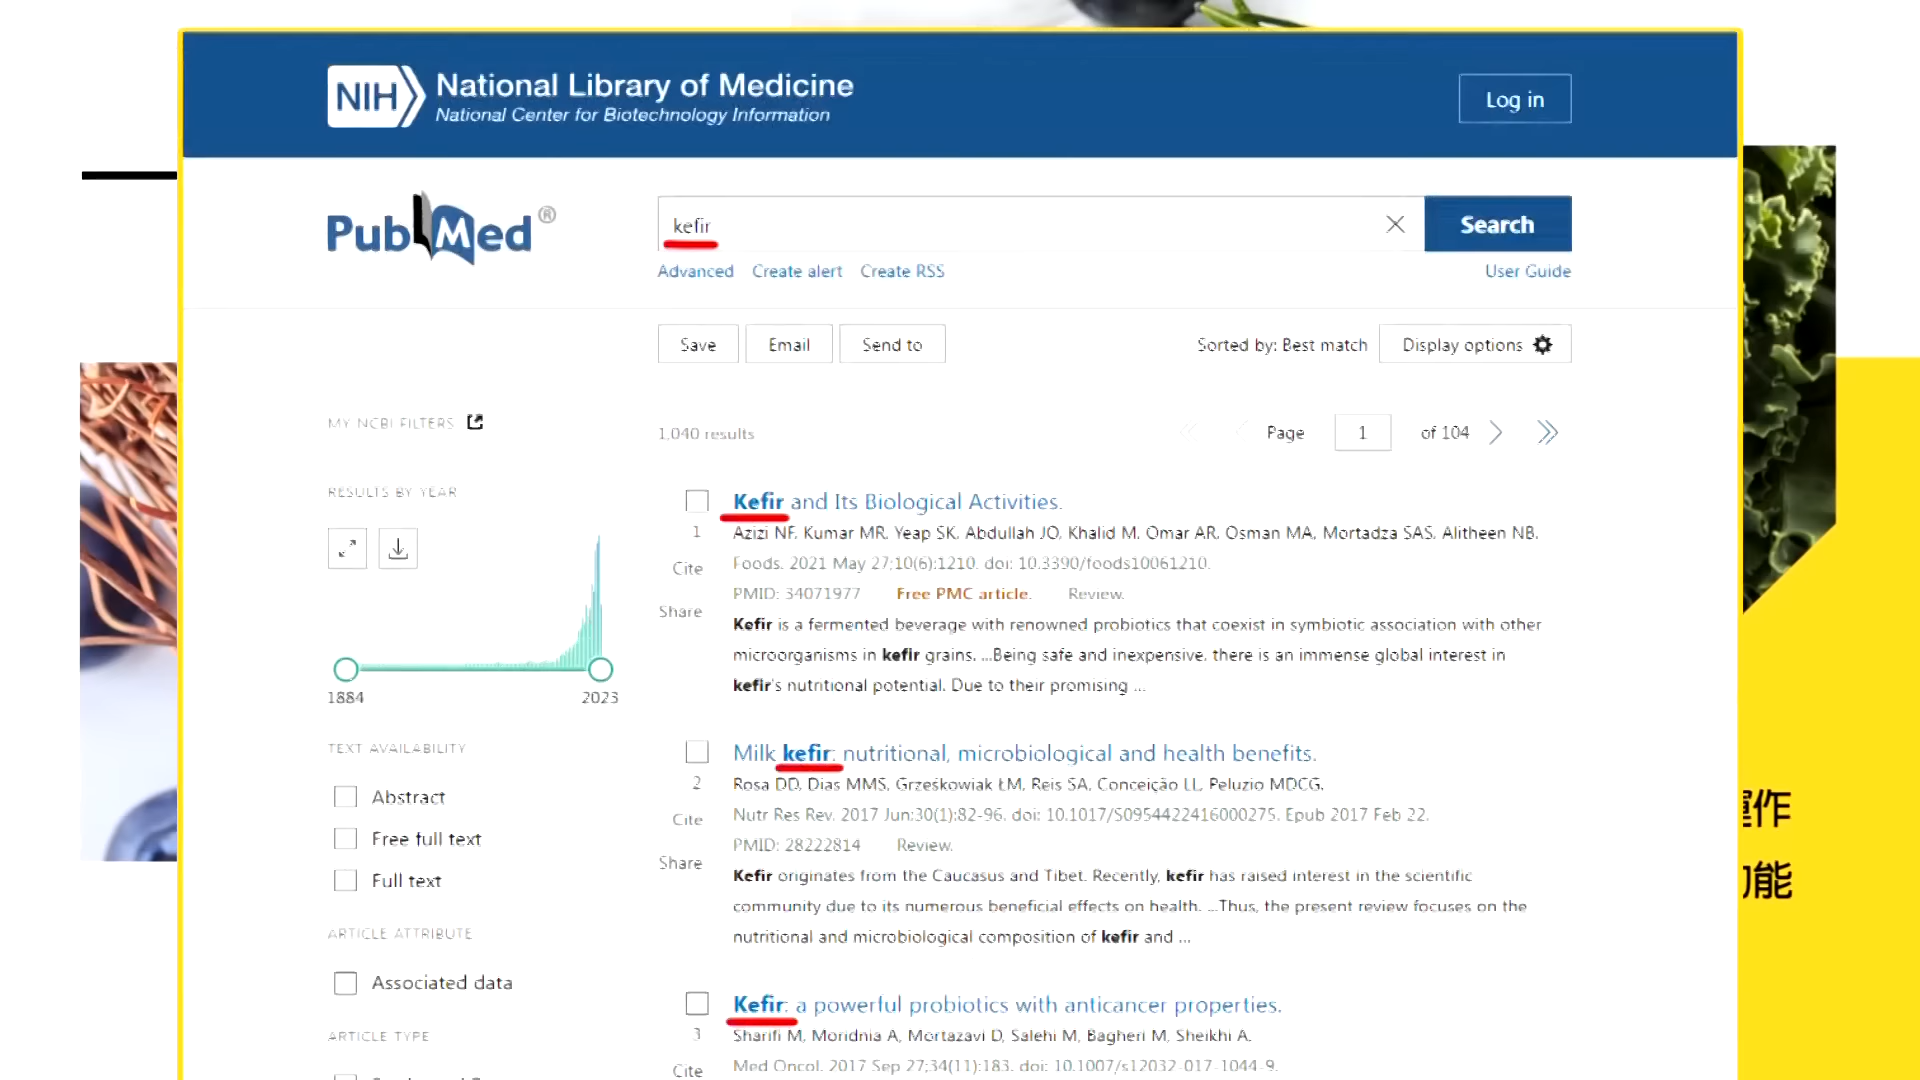 NIH National Library of Medicine
National Center for Biotechnology Information
Log in
PubMed®
kefir
Search
Advanced Create alert Create RSS
User Guide
Save Email Send to
Sorted by: Best match Display options
MY NCBI FILTERS
1,040 results
Page 1 of 104
RESULTS BY YEAR
1884 2023
TEXT AVAILABILITY
Abstract
Free full text
Full text
ARTICLE ATTRIBUTE
Associated data
ARTICLE TYPE
Kefir and Its Biological Activities.
1
Azizi NF, Kumar MR, Yeap SK, Abdullah JO, Khalid M, Omar AR, Osman MA, Mortadza SAS, Alitheen NB.
Cite
Foods. 2021 May 27;10(6):1210. doi: 10.3390/foods10061210.
PMID: 34071977 Free PMC article. Review.
Share
Kefir is a fermented beverage with renowned probiotics that coexist in symbiotic association with other
microorganisms in kefir grains. ...Being safe and inexpensive, there is an immense global interest in
kefir's nutritional potential. Due to their promising ...
Milk kefir: nutritional, microbiological and health benefits.
2
Rosa DD, Dias MMS, Grześkowiak ŁM, Reis SA, Conceição LL, Peluzio MDCG.
Cite
Nutr Res Rev. 2017 Jun;30(1):82-96. doi: 10.1017/S0954422416000275. Epub 2017 Feb 22.
PMID: 28222814 Review.
Share
Kefir originates from the Caucasus and Tibet. Recently, kefir has raised interest in the scientific
community due to its numerous beneficial effects on health. ...Thus, the present review focuses on the
nutritional and microbiological composition of kefir and ...
Kefir: a powerful probiotics with anticancer properties.
3
Sharifi M, Moridnia A, Mortazavi D, Salehi M, Bagheri M, Sheikhi A.
Cite
Med Oncol. 2017 Sep 27;34(11):183. doi: 10.1007/s12032-017-1044-9.
作
能